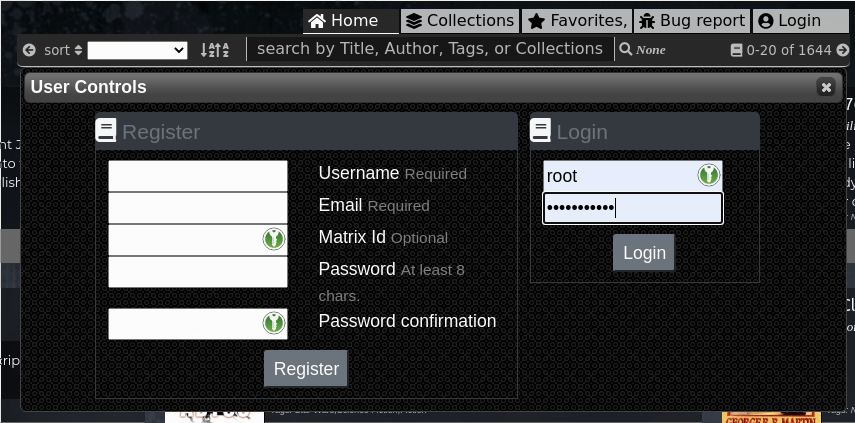 Home Collections Favorites, Bug report Login
sort search by Title, Author, Tags, or Collections None 0-20 of 1644
User Controls
Register
Username Required
Email Required
Matrix Id Optional
Password At least 8
chars.
Password confirmation
Register
Login
root
•••••••••••
Login
GEORGE R.R. MARTIN